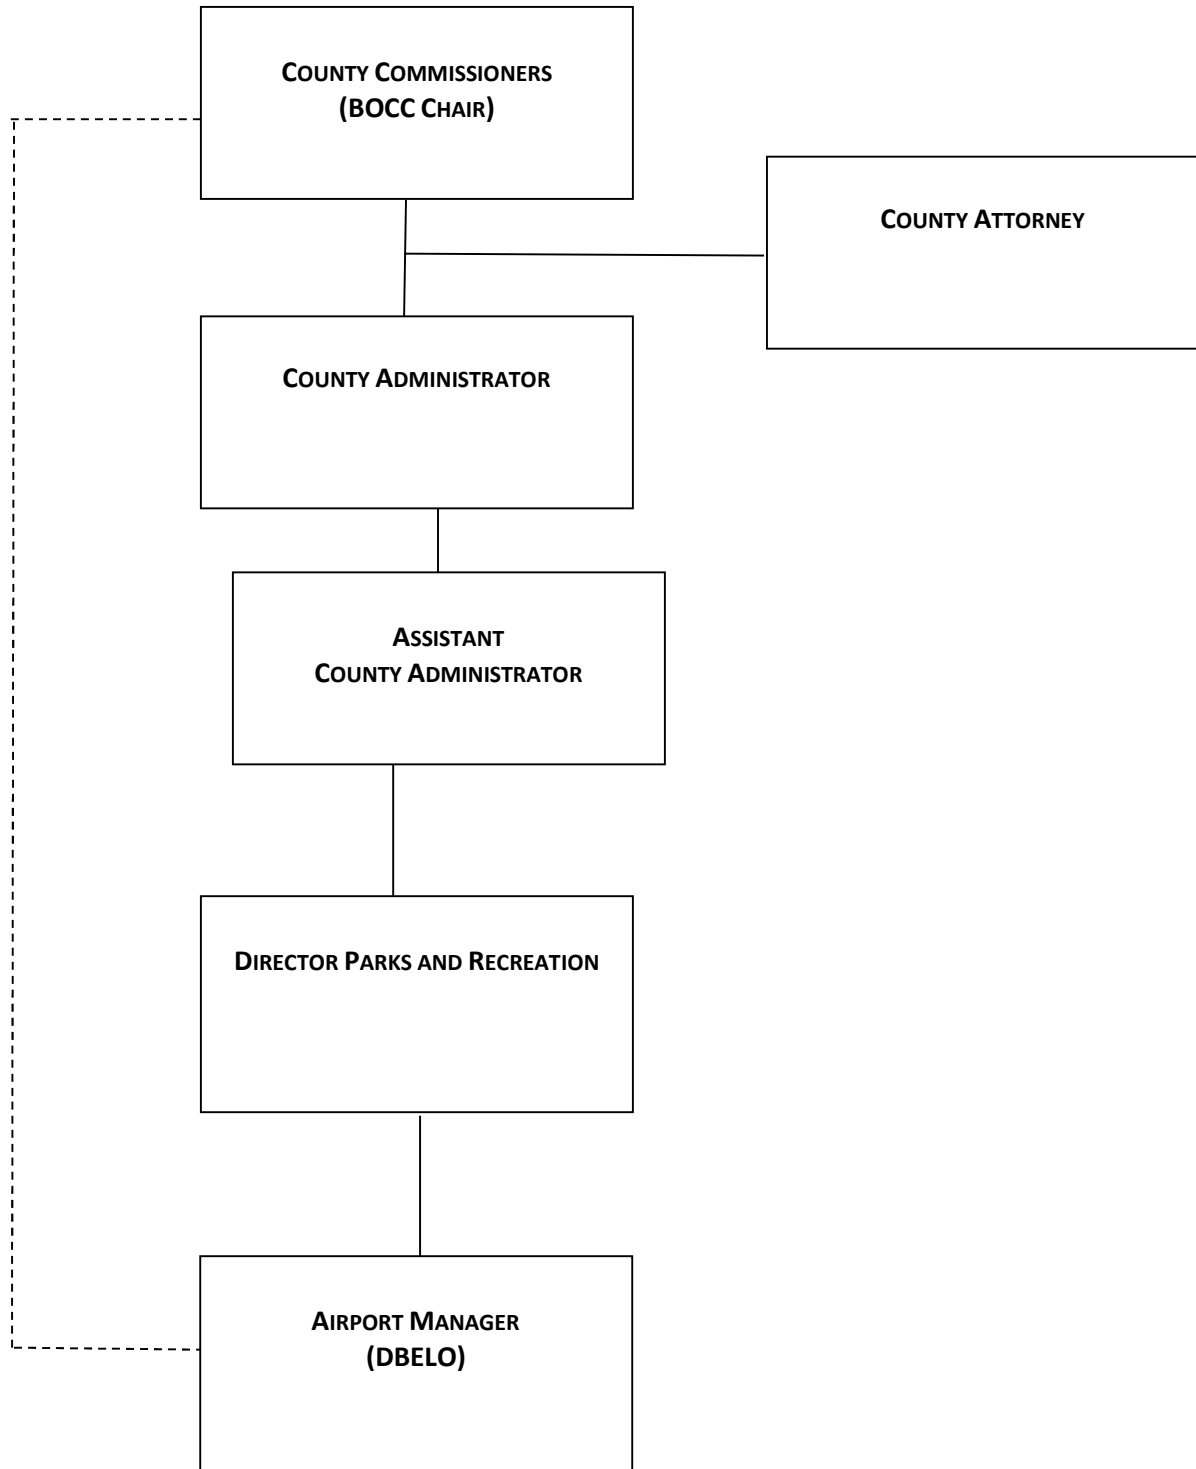 COUNTY COMMISSIONERS
(BOCC CHAIR)
COUNTY ATTORNEY
COUNTY ADMINISTRATOR
ASSISTANT
COUNTY ADMINISTRATOR
DIRECTOR PARKS AND RECREATION
AIRPORT MANAGER
(DBELO)